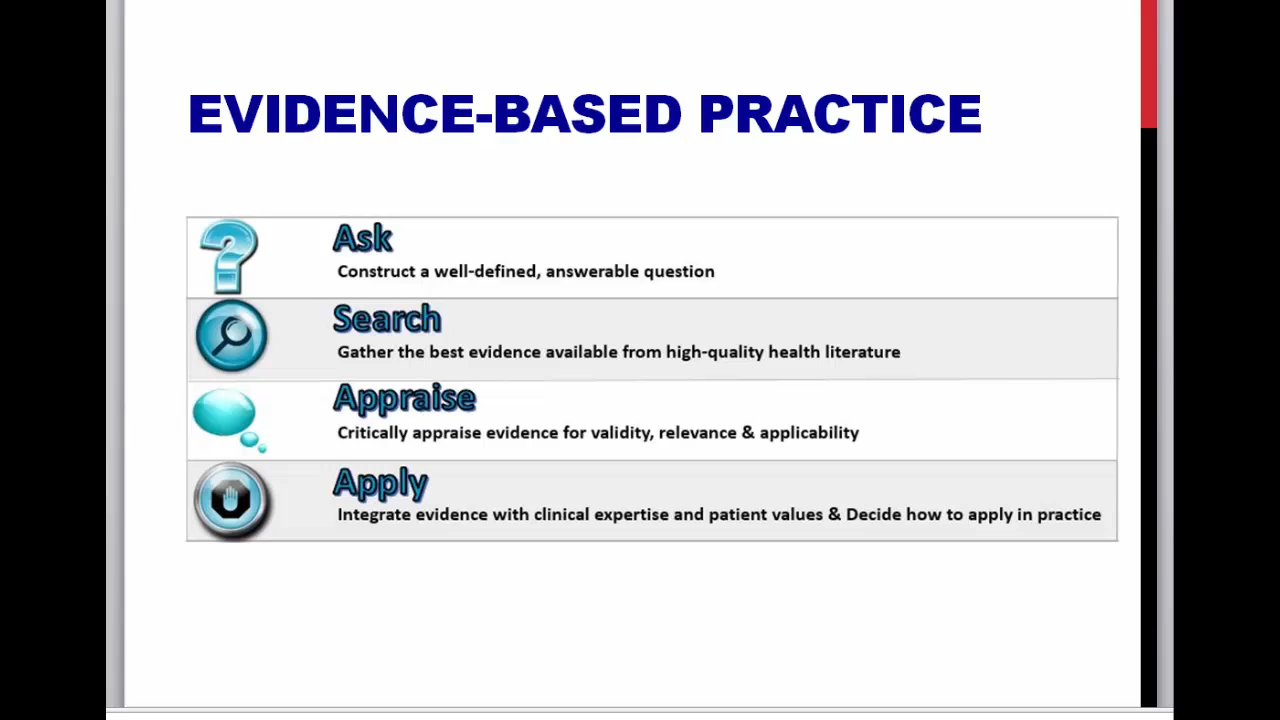 EVIDENCE-BASED PRACTICE
Ask
Construct a well-defined, answerable question
Search
Gather the best evidence available from high-quality health literature
Appraise
Critically appraise evidence for validity, relevance & applicability
Apply
Integrate evidence with clinical expertise and patient values & Decide how to apply in practice